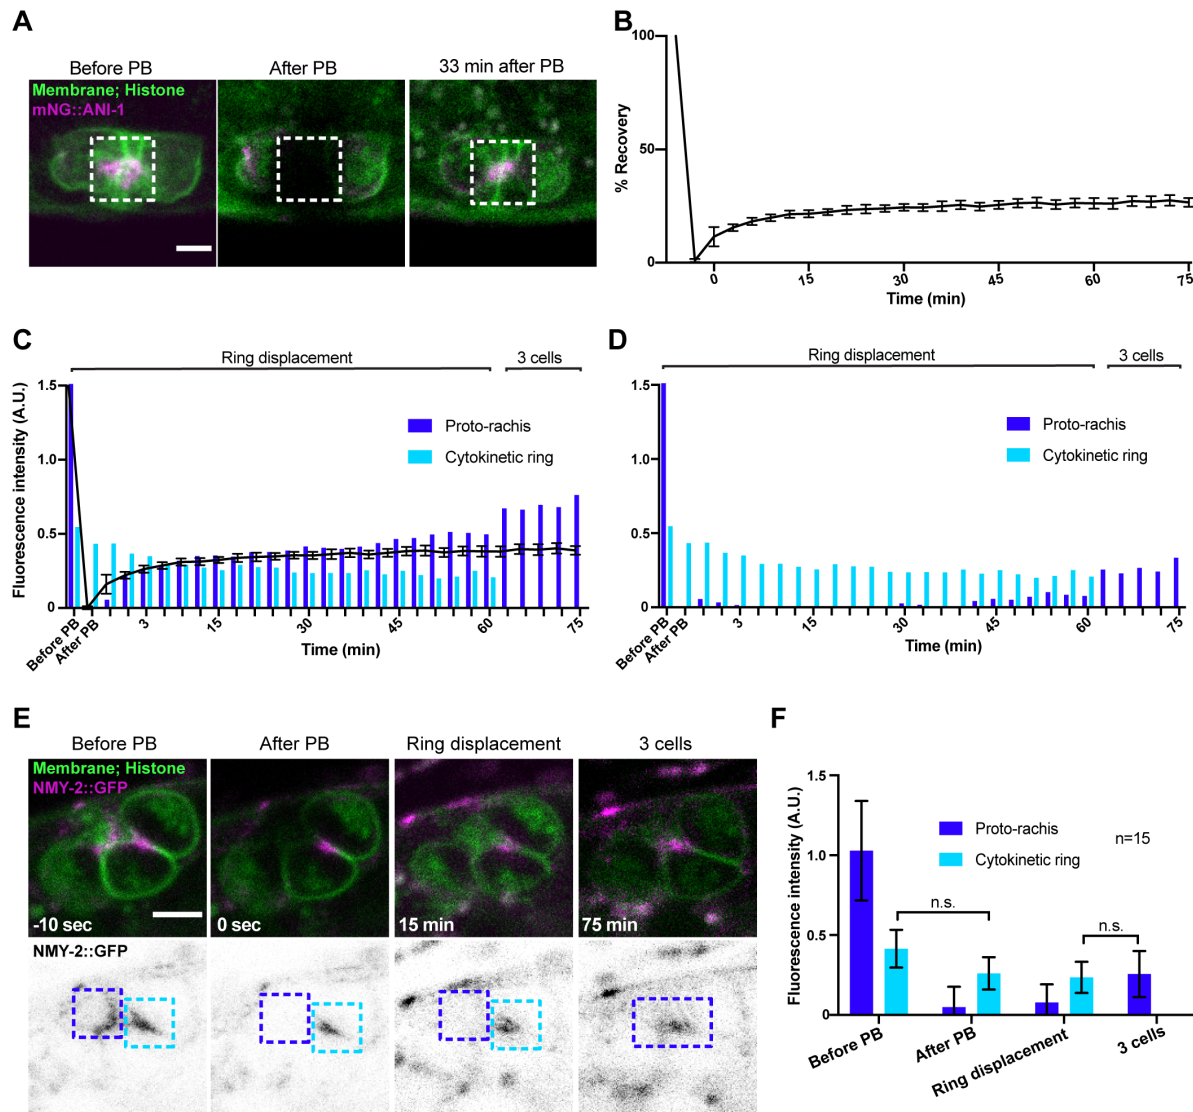 A
Before PB
After PB
33 min after PB
Membrane; Histone
mNG::ANI-1
B
% Recovery
100
50
0
0
15
30
45
60
75
Time (min)
C
Ring displacement
3 cells
Fluorescence intensity (A.U.)
1.5
1.0
0.5
0
Proto-rachis
Cytokinetic ring
Before PB
After PB
3
15
30
45
60
75
Time (min)
D
Ring displacement
3 cells
1.5
1.0
0.5
0
Proto-rachis
Cytokinetic ring
Before PB
After PB
3
15
30
45
60
75
Time (min)
E
Before PB
After PB
Ring displacement
3 cells
Membrane; Histone
NMY-2::GFP
-10 sec
0 sec
15 min
75 min
NMY-2::GFP
F
Fluorescence intensity (A.U.)
1.5
1.0
0.5
0
Proto-rachis
Cytokinetic ring
n=15
n.s.
n.s.
Before PB
After PB
Ring displacement
3 cells